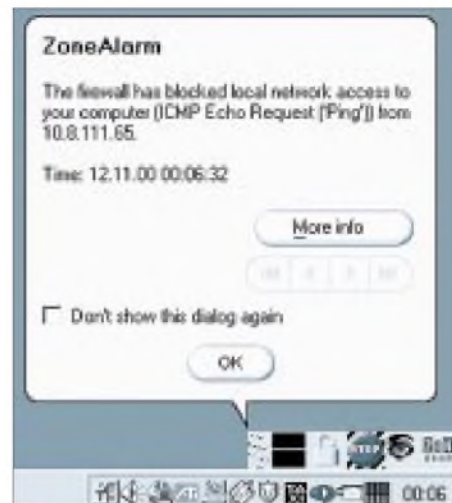 ZoneAlarm
The firewall has blocked local network access to
your computer (ICMP Echo Request ('Ping')) from
10.8.111.65.
Time: 12.11.00 00:06:32
More info
Don't show this dialog again
OK
STOP
00:06